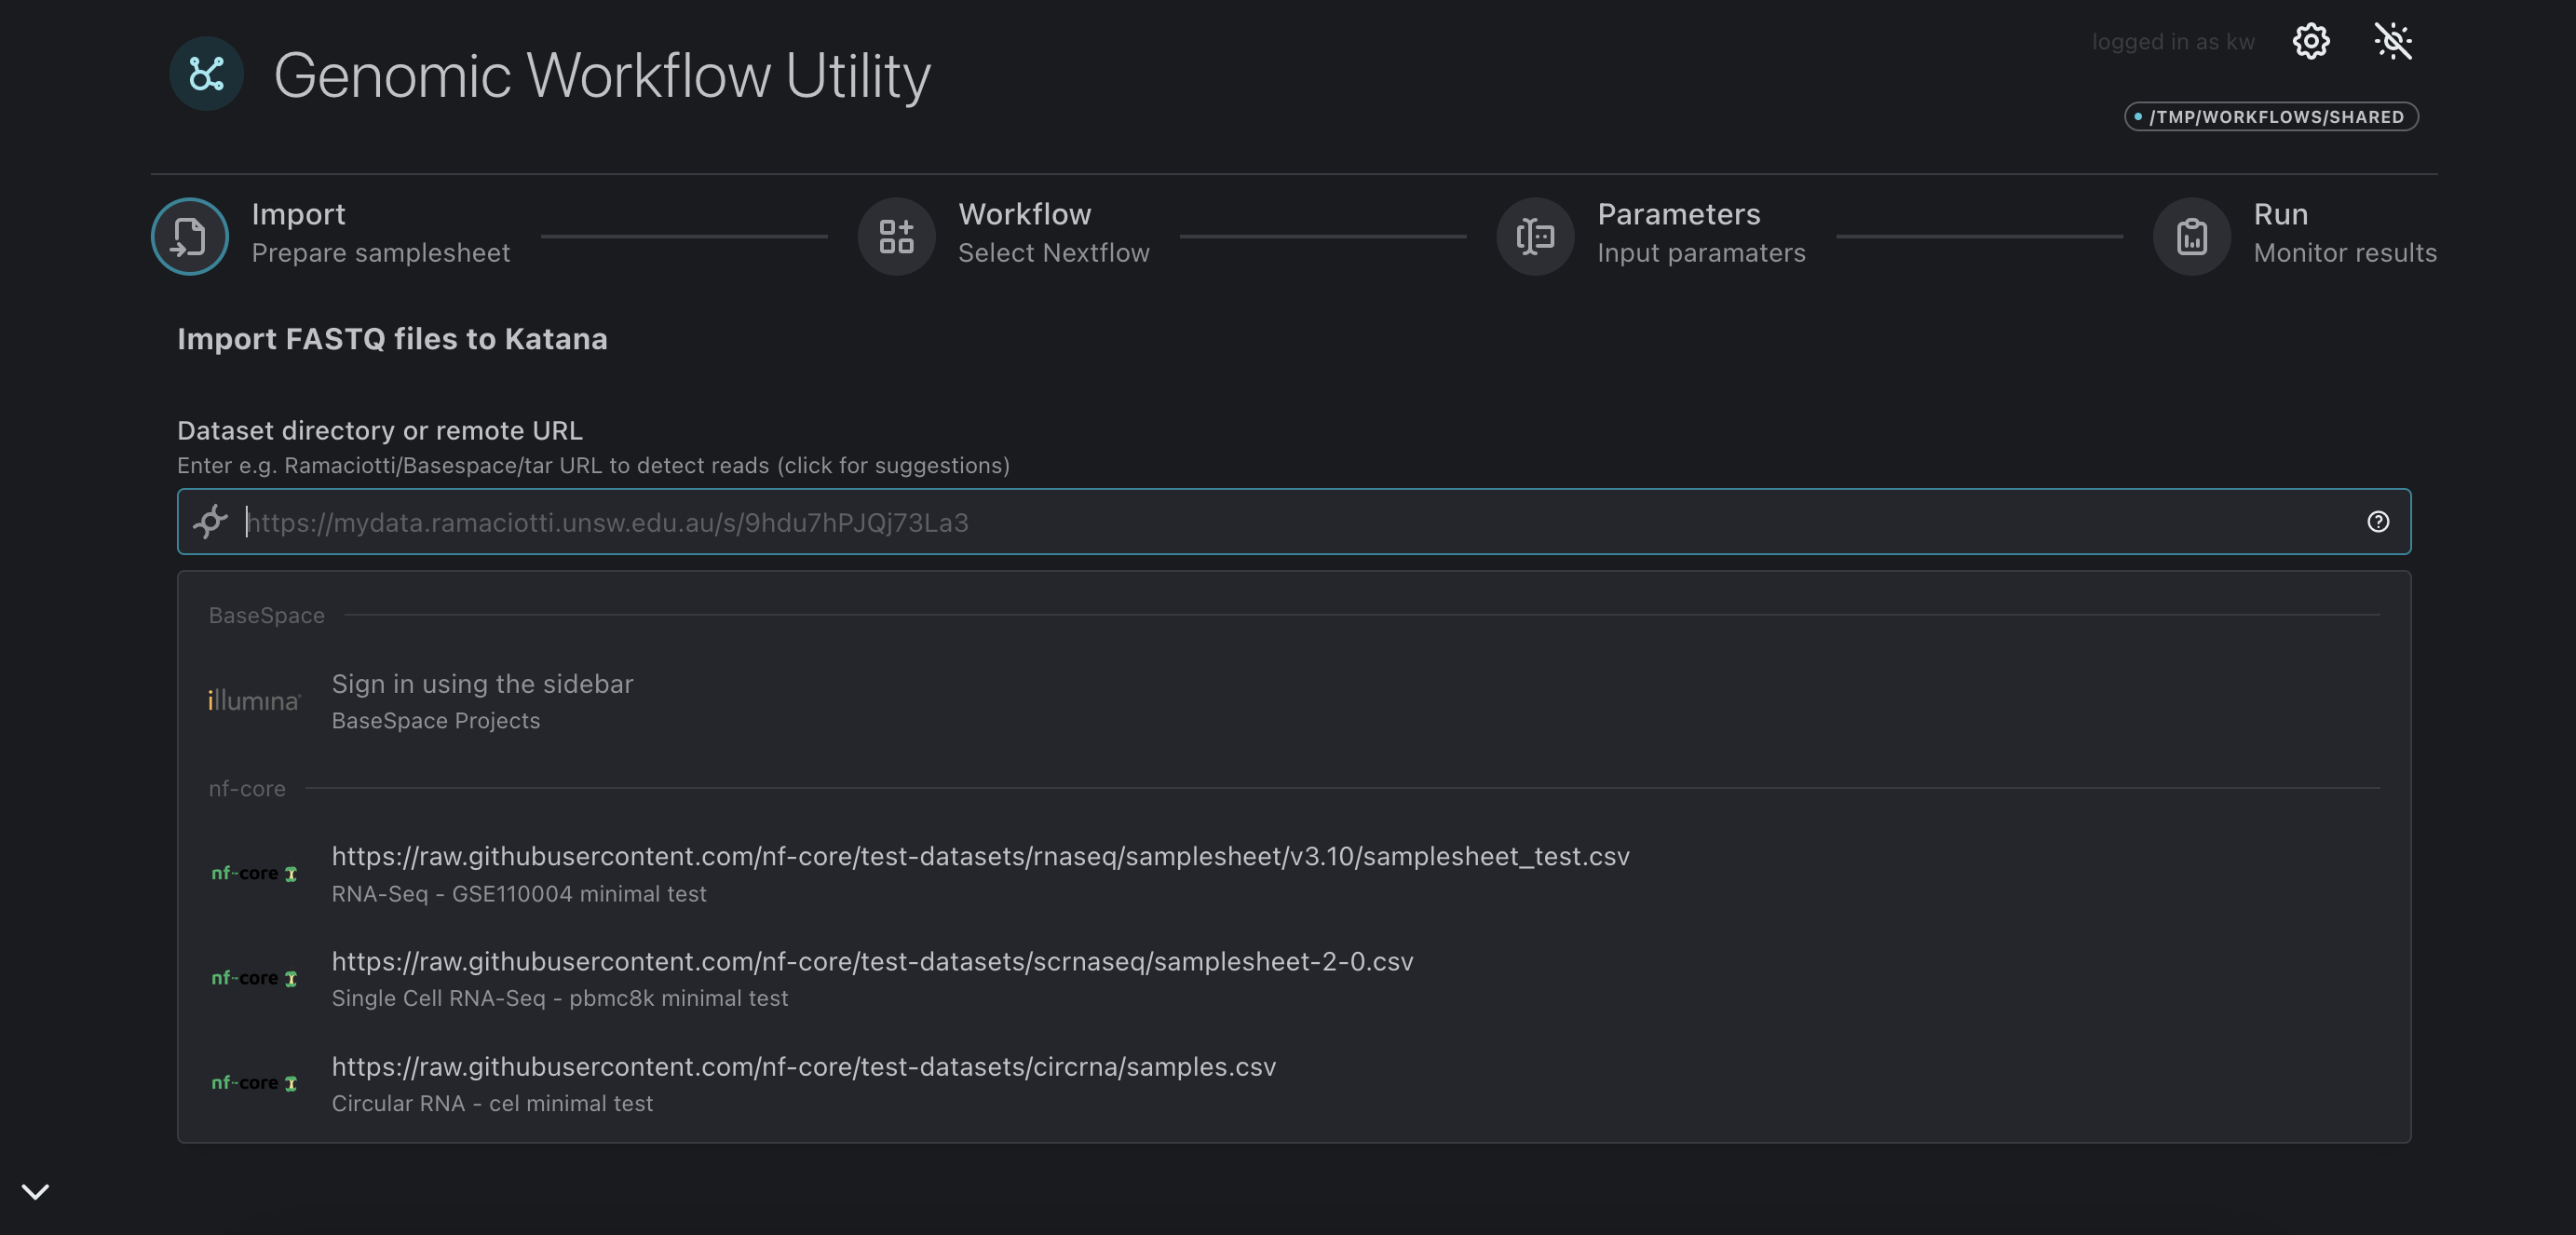 Genomic Workflow Utility
logged in as kw
/TMP/WORKFLOWS/SHARED
Import
Prepare samplesheet
Workflow
Select Nextflow
Parameters
Input paramaters
Run
Monitor results
Import FASTQ files to Katana
Dataset directory or remote URL
Enter e.g. Ramaciotti/Basespace/tar URL to detect reads (click for suggestions)
https://mydata.ramaciotti.unsw.edu.au/s/9hdu7hPJQj73La3
BaseSpace
illumına
Sign in using the sidebar
BaseSpace Projects
nf-core
nf-core
https://raw.githubusercontent.com/nf-core/test-datasets/rnaseq/samplesheet/v3.10/samplesheet_test.csv
RNA-Seq - GSE110004 minimal test
nf-core
https://raw.githubusercontent.com/nf-core/test-datasets/scrnaseq/samplesheet-2-0.csv
Single Cell RNA-Seq - pbmc8k minimal test
nf-core
https://raw.githubusercontent.com/nf-core/test-datasets/circrna/samples.csv
Circular RNA - cel minimal test